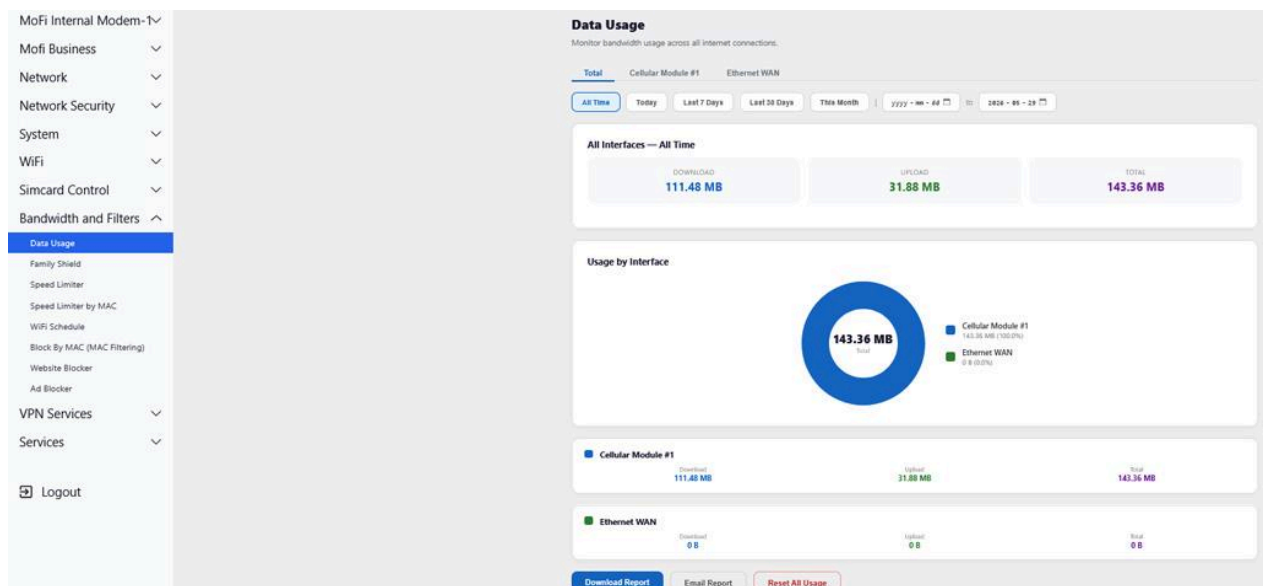 MoFi Internal Modem-1
Mofi Business
Network
Network Security
System
WiFi
Simcard Control
Bandwidth and Filters
Data Usage
Family Shield
Speed Limiter
Speed Limiter by MAC
WiFi Schedule
Block By MAC (MAC Filtering)
Website Blocker
Ad Blocker
VPN Services
Services
Logout
Data Usage
Monitor bandwidth usage across all internet connections.
Total Cellular Module #1 Ethernet WAN
All Time Today Last 7 Days Last 30 Days This Month | yyyy - mm - dd to 2026 - 05 - 29
All Interfaces — All Time
DOWNLOAD UPLOAD TOTAL
111.48 MB 31.88 MB 143.36 MB
Usage by Interface
143.36 MB
Total
Cellular Module #1
143.36 MB (100.0%)
Ethernet WAN
0 B (0.0%)
Cellular Module #1
Download Upload Total
111.48 MB 31.88 MB 143.36 MB
Ethernet WAN
Download Upload Total
0 B 0 B 0 B
Download Report Email Report Reset All Usage